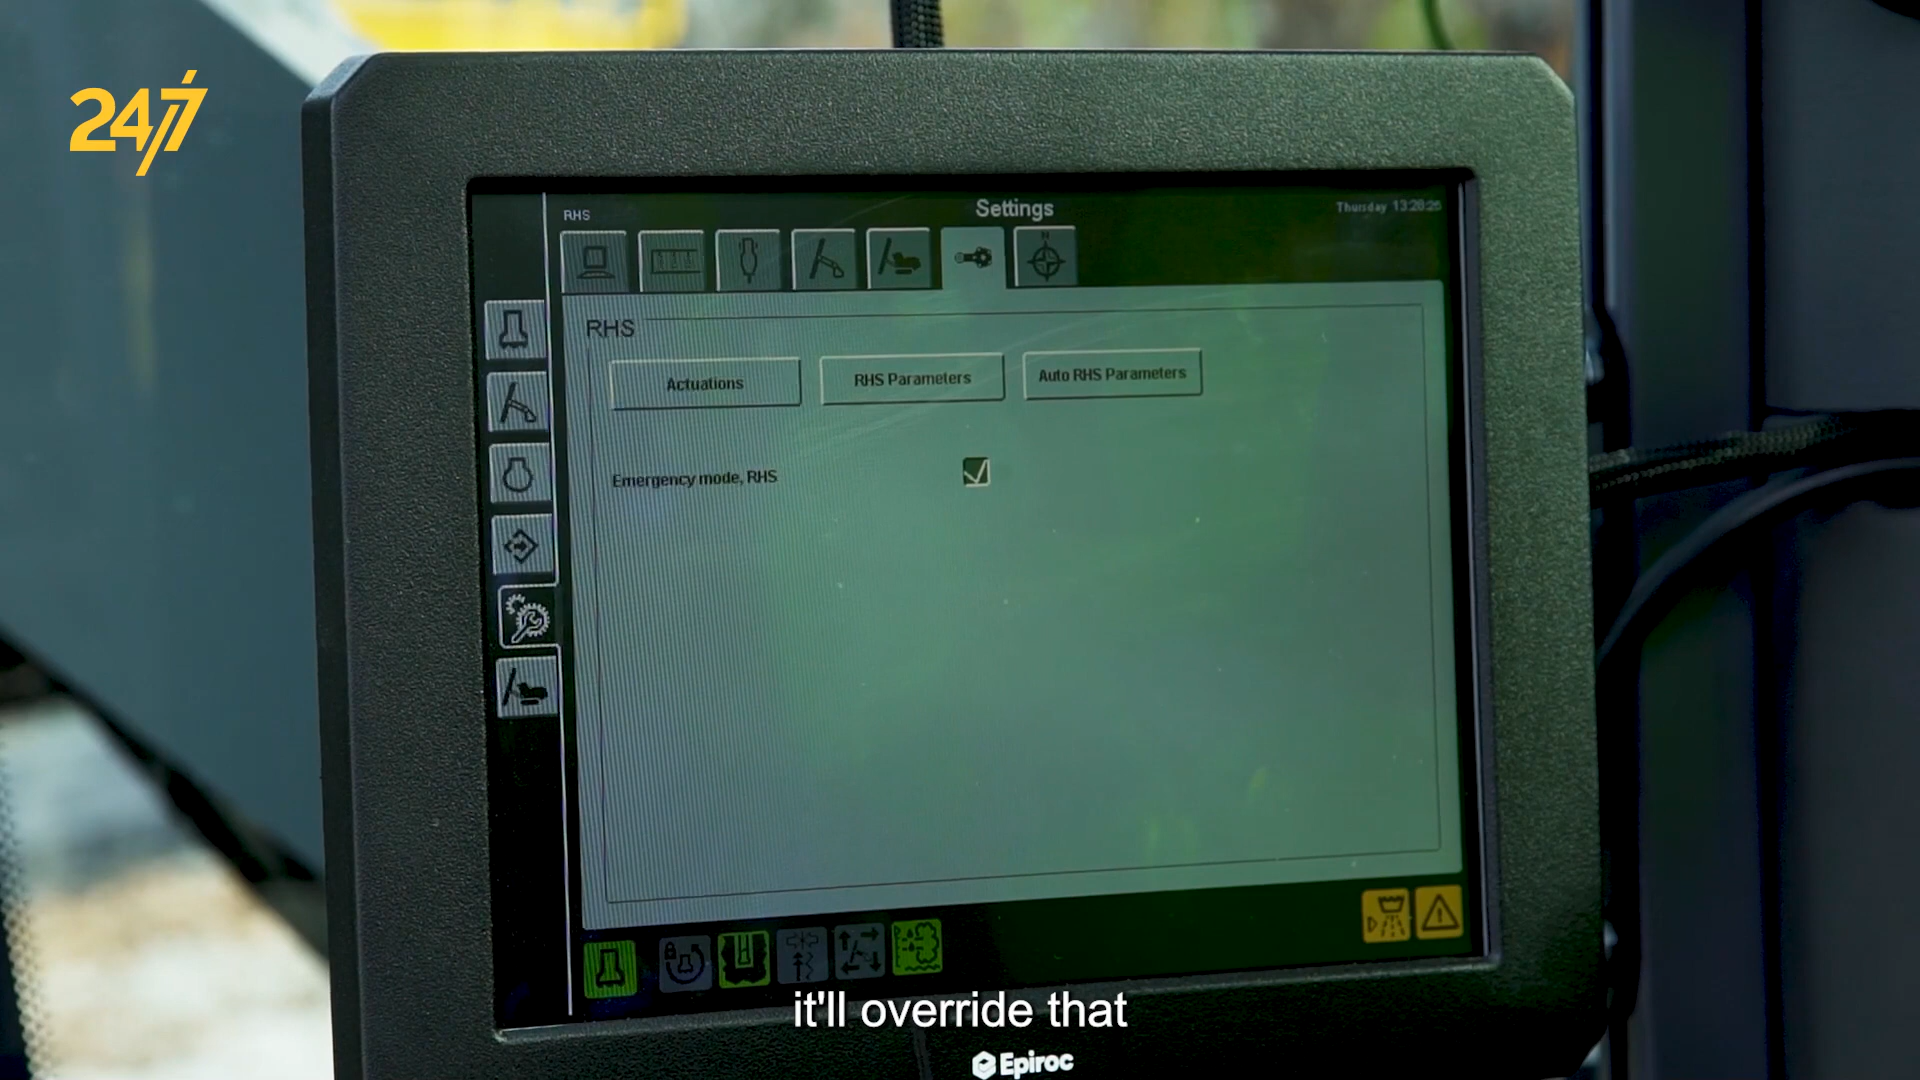 24/7
RHS
Settings
Thursday 13:28:26
N
RHS
Actuations
RHS Parameters
Auto RHS Parameters
Emergency mode, RHS
it'll override that
Epiroc